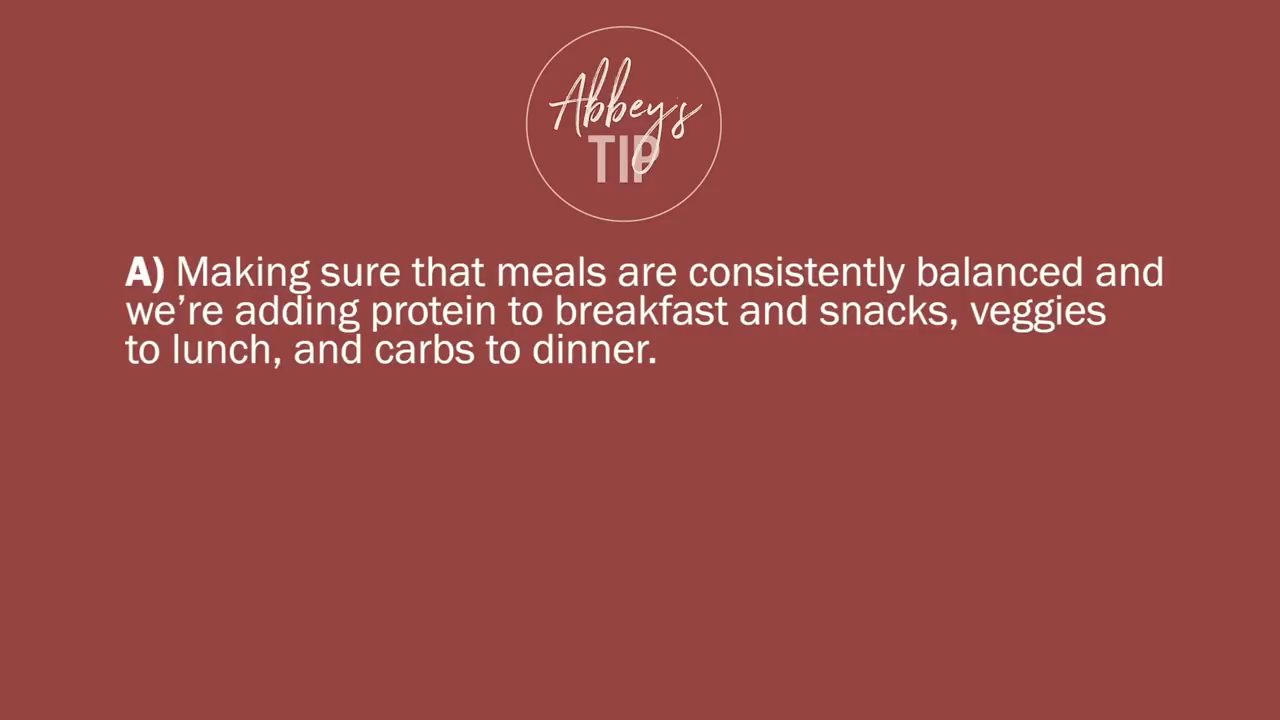 Abbey's
TIP
A) Making sure that meals are consistently balanced and
we’re adding protein to breakfast and snacks, veggies
to lunch, and carbs to dinner.